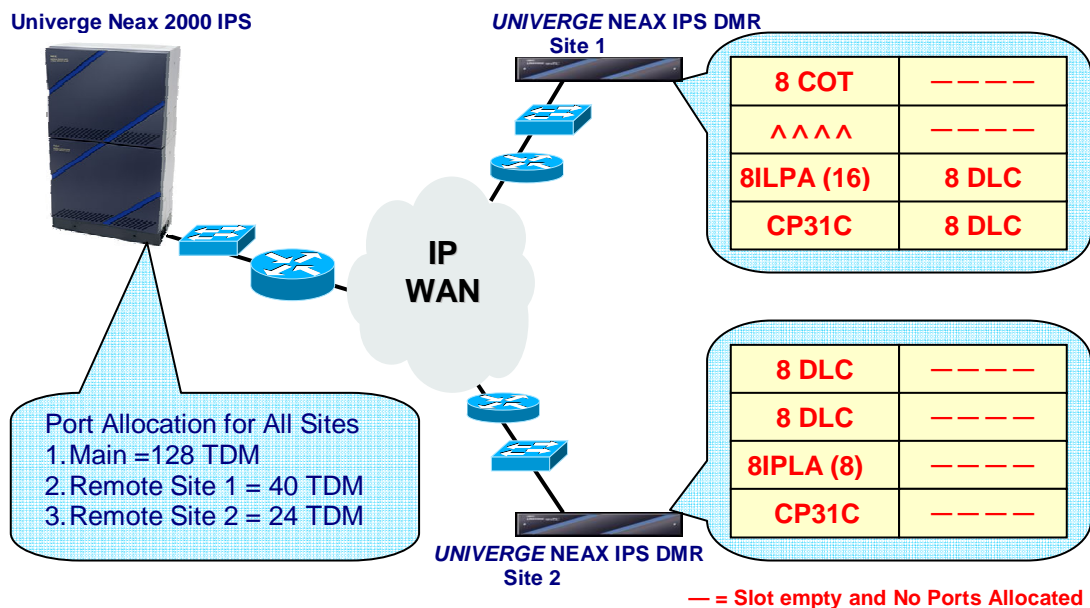 Univerge Neax 2000 IPS
UNIVERGE NEAX IPS DMR
Site 1
8 COT
— — — —
^ ^ ^ ^
— — — —
8ILPA (16)
8 DLC
CP31C
8 DLC
IP
WAN
Port Allocation for All Sites
1. Main =128 TDM
2. Remote Site 1 = 40 TDM
3. Remote Site 2 = 24 TDM
8 DLC
— — — —
8 DLC
— — — —
8IPLA (8)
— — — —
CP31C
— — — —
UNIVERGE NEAX IPS DMR
Site 2
— = Slot empty and No Ports Allocated